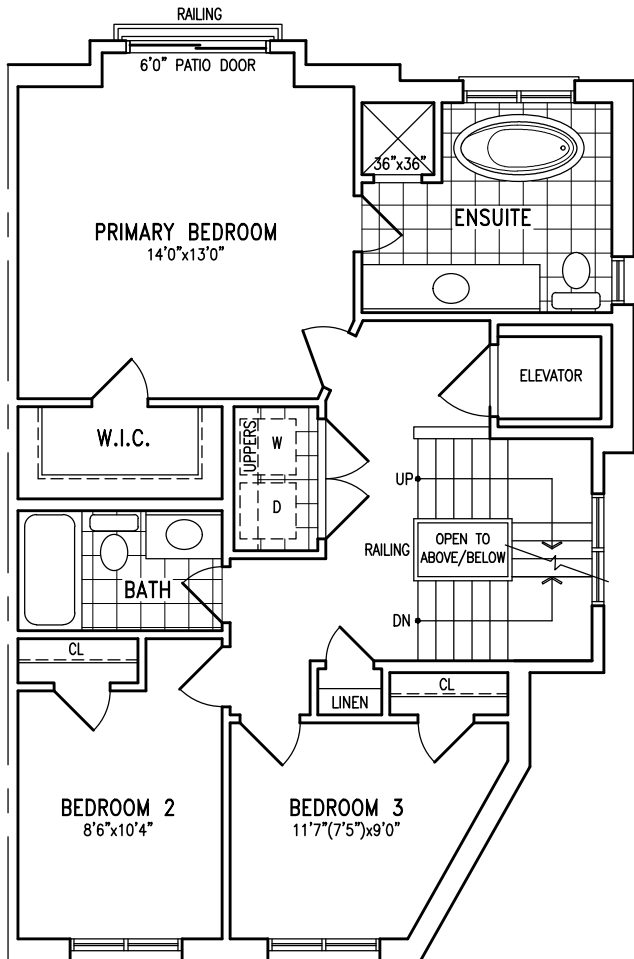 RAILING
6'0" PATIO DOOR
36"x36"
ENSUITE
PRIMARY BEDROOM
14'0"x13'0"
ELEVATOR
W.I.C.
UPPERS
W
D
UP
RAILING
OPEN TO
ABOVE/BELOW
DN
BATH
CL
LINEN
CL
BEDROOM 2
8'6"x10'4"
BEDROOM 3
11'7"(7'5")x9'0"